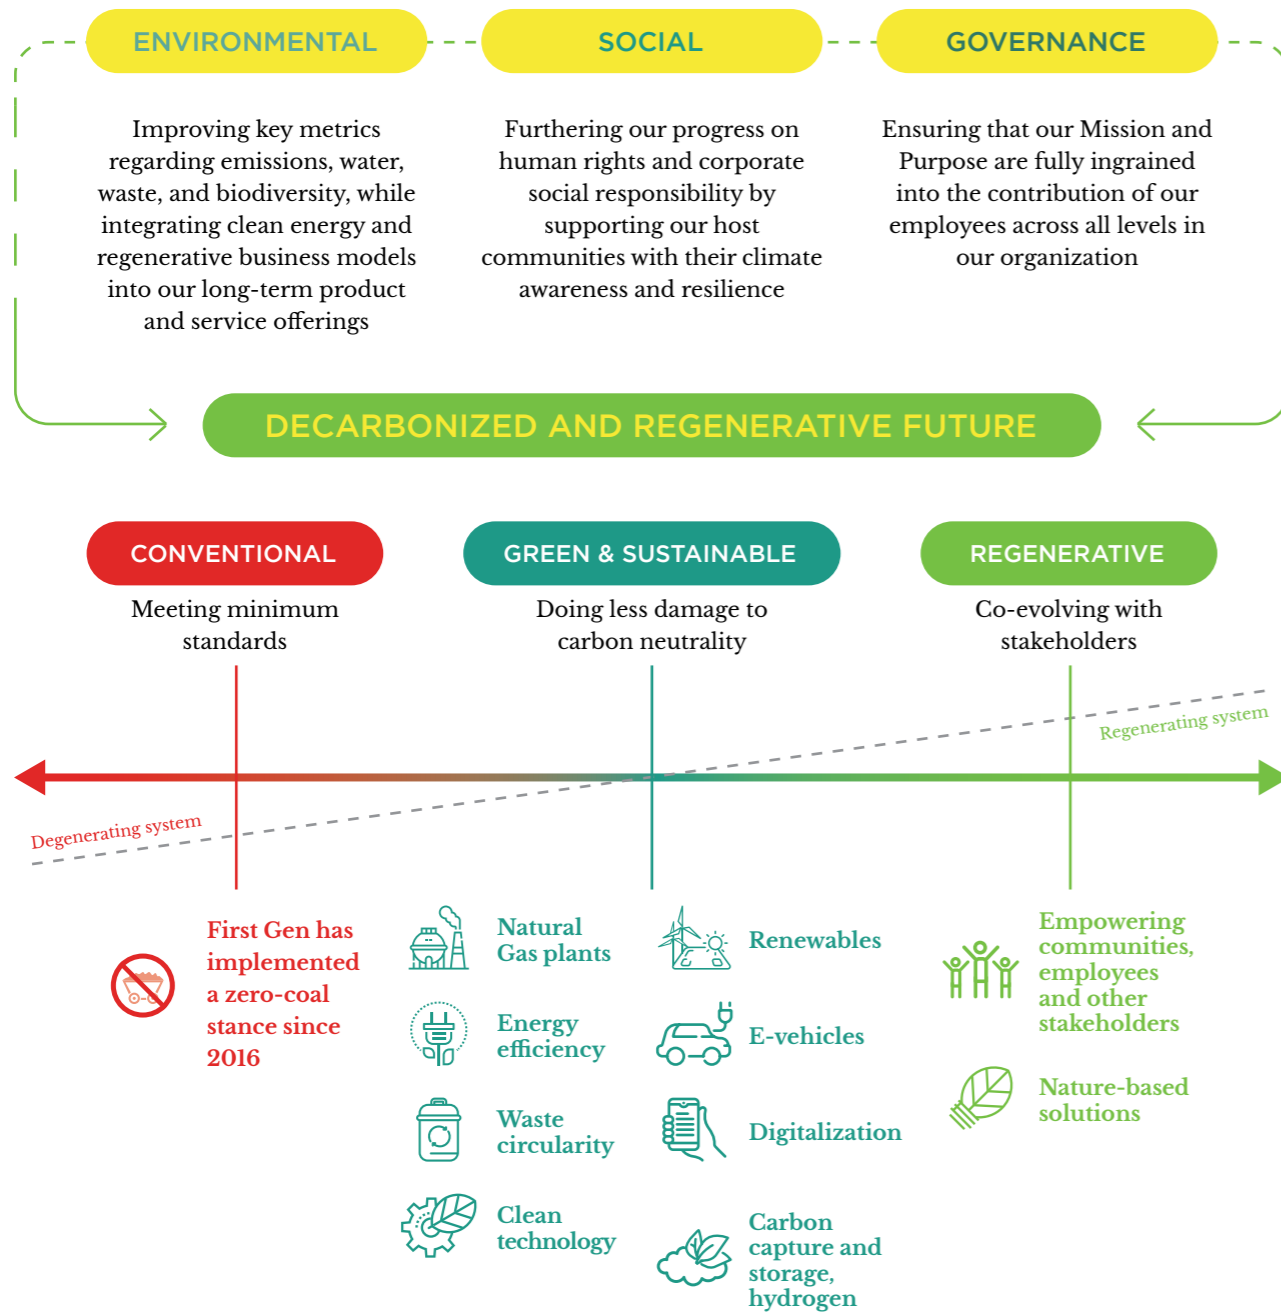 ENVIRONMENTAL
SOCIAL
GOVERNANCE
Improving key metrics
regarding emissions, water,
waste, and biodiversity, while
integrating clean energy and
regenerative business models
into our long-term product
and service offerings
Furthering our progress on
human rights and corporate
social responsibility by
supporting our host
communities with their climate
awareness and resilience
Ensuring that our Mission and
Purpose are fully ingrained
into the contribution of our
employees across all levels in
our organization
DECARBONIZED AND REGENERATIVE FUTURE
CONVENTIONAL
Meeting minimum
standards
GREEN & SUSTAINABLE
Doing less damage to
carbon neutrality
REGENERATIVE
Co-evolving with
stakeholders
Regenerating system
Degenerating system
First Gen has
implemented
a zero-coal
stance since
2016
Natural
Gas plants
Energy
efficiency
Waste
circularity
Clean
technology
Renewables
E-vehicles
Digitalization
Carbon
capture and
storage,
hydrogen
Empowering
communities,
employees
and other
stakeholders
Nature-based
solutions